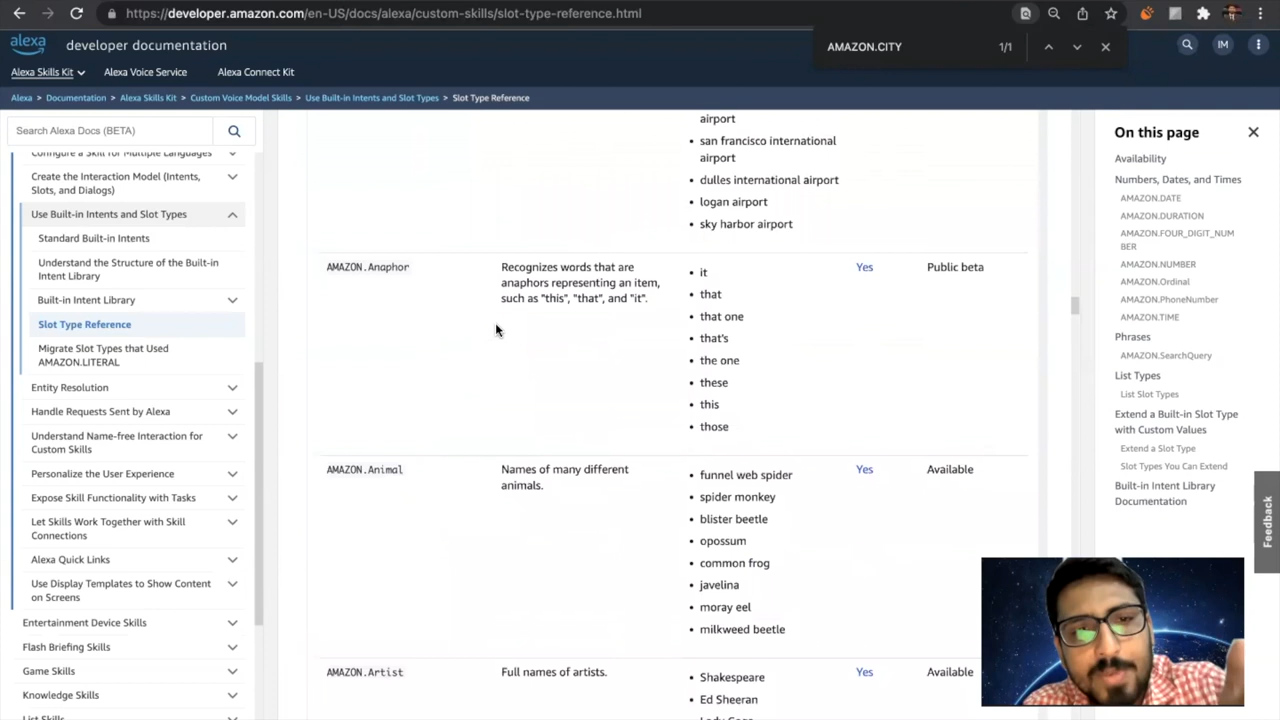 https://developer.amazon.com/en-US/docs/alexa/custom-skills/slot-type-reference.html
AMAZON.CITY
1/1
alexa
developer documentation
IM
Alexa Skills Kit
Alexa Voice Service
Alexa Connect Kit
Alexa > Documentation > Alexa Skills Kit > Custom Voice Model Skills > Use Built-in Intents and Slot Types > Slot Type Reference
Search Alexa Docs (BETA)
Configure a Skill for Multiple Languages
Create the Interaction Model (Intents,
Slots, and Dialogs)
Use Built-in Intents and Slot Types
Standard Built-in Intents
Understand the Structure of the Built-in
Intent Library
Built-in Intent Library
Slot Type Reference
Migrate Slot Types that Used
AMAZON.LITERAL
Entity Resolution
Handle Requests Sent by Alexa
Understand Name-free Interaction for
Custom Skills
Personalize the User Experience
Expose Skill Functionality with Tasks
Let Skills Work Together with Skill
Connections
Alexa Quick Links
Use Display Templates to Show Content
on Screens
Entertainment Device Skills
Flash Briefing Skills
Game Skills
Knowledge Skills
List Skills
airport
• san francisco international
airport
• dulles international airport
• logan airport
• sky harbor airport
AMAZON.Anaphor
Recognizes words that are
anaphors representing an item,
such as "this", "that", and "it".
• it
• that
• that one
• that's
• the one
• these
• this
• those
Yes
Public beta
AMAZON.Animal
Names of many different
animals.
• funnel web spider
• spider monkey
• blister beetle
• opossum
• common frog
• javelina
• moray eel
• milkweed beetle
Yes
Available
AMAZON.Artist
Full names of artists.
• Shakespeare
• Ed Sheeran
• Lady Gaga
Yes
Available
On this page
Availability
Numbers, Dates, and Times
AMAZON.DATE
AMAZON.DURATION
AMAZON.FOUR_DIGIT_NUM
BER
AMAZON.NUMBER
AMAZON.Ordinal
AMAZON.PhoneNumber
AMAZON.TIME
Phrases
AMAZON.SearchQuery
List Types
List Slot Types
Extend a Built-in Slot Type
with Custom Values
Extend a Slot Type
Slot Types You Can Extend
Built-in Intent Library
Documentation
Feedback